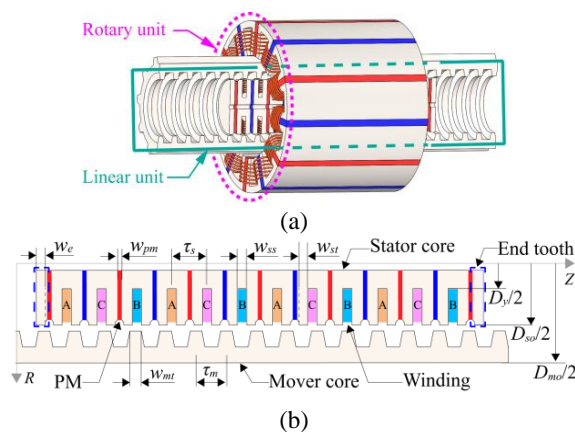 Rotary unit
Linear unit
(a)
w_e w_pm τ_s w_ss w_st Stator core End tooth
Z
D_y/2
A C B A C B A C B A C B
D_so/2
R PM w_mt τ_m Mover core Winding D_mo/2
(b)